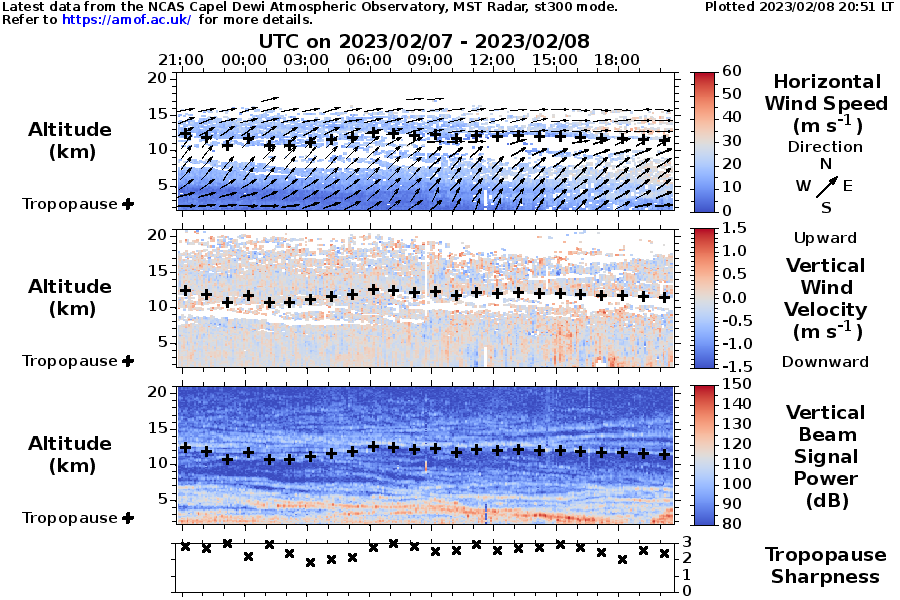 Latest data from the NCAS Capel Dewi Atmospheric Observatory, MST Radar, st300 mode.
Plotted 2023/02/08 20:51 LT
Refer to https://amof.ac.uk/ for more details.
UTC on 2023/02/07 - 2023/02/08
21:00 00:00 03:00 06:00 09:00 12:00 15:00 18:00
Altitude
(km)
Tropopause
20
15
10
5
60
50
40
30
20
10
0
Horizontal
Wind Speed
(m s-1)
Direction
N
W E
S
Altitude
(km)
Tropopause
20
15
10
5
1.5
1.0
0.5
0.0
-0.5
-1.0
-1.5
Upward
Vertical
Wind
Velocity
(m s-1)
Downward
Altitude
(km)
Tropopause
20
15
10
5
150
140
130
120
110
100
90
80
Vertical
Beam
Signal
Power
(dB)
3
2
1
0
Tropopause
Sharpness